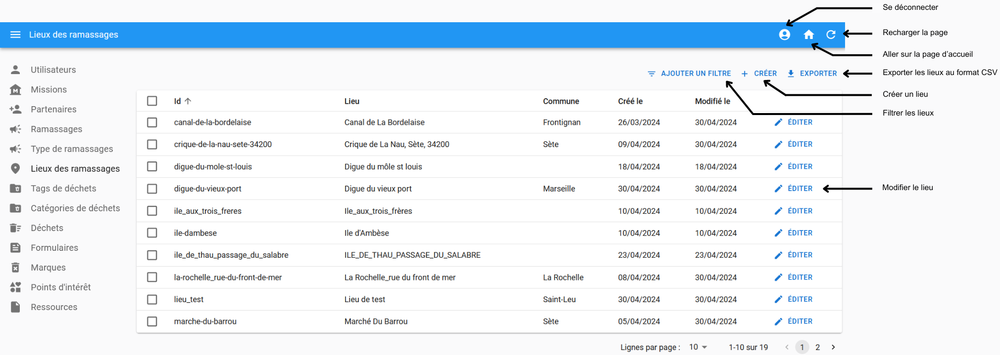 Se déconnecter
Lieux des ramassages
Recharger la page
Aller sur la page d’accueil
Utilisateurs
Missions
Partenaires
Ramassages
Type de ramassages
Lieux des ramassages
Tags de déchets
Catégories de déchets
Déchets
Formulaires
Marques
Points d'intérêt
Ressources
AJOUTER UN FILTRE CRÉER EXPORTER
Exporter les lieux au format CSV
Créer un lieu
Filtrer les lieux
Id Lieu Commune Créé le Modifié le
canal-de-la-bordelaise Canal de La Bordelaise Frontignan 26/03/2024 30/04/2024 ÉDITER
crique-de-la-nau-sete-34200 Crique de La Nau, Sète, 34200 Sète 09/04/2024 30/04/2024 ÉDITER
digue-du-mole-st-louis Digue du môle st louis 18/04/2024 18/04/2024 ÉDITER
digue-du-vieux-port Digue du vieux port Marseille 30/04/2024 30/04/2024 ÉDITER
Modifier le lieu
ile_aux_trois_freres Ile_aux_trois_frères 10/04/2024 10/04/2024 ÉDITER
ile-dambese Ile d'Ambèse 10/04/2024 10/04/2024 ÉDITER
ile_de_thau_passage_du_salabre ILE_DE_THAU_PASSAGE_DU_SALABRE 23/04/2024 23/04/2024 ÉDITER
la-rochelle_rue-du-front-de-mer La Rochelle_rue du front de mer La Rochelle 08/04/2024 30/04/2024 ÉDITER
lieu_test Lieu de test Saint-Leu 30/04/2024 30/04/2024 ÉDITER
marche-du-barrou Marché Du Barrou Sète 05/04/2024 30/04/2024 ÉDITER
Lignes par page : 10 1-10 sur 19 1 2